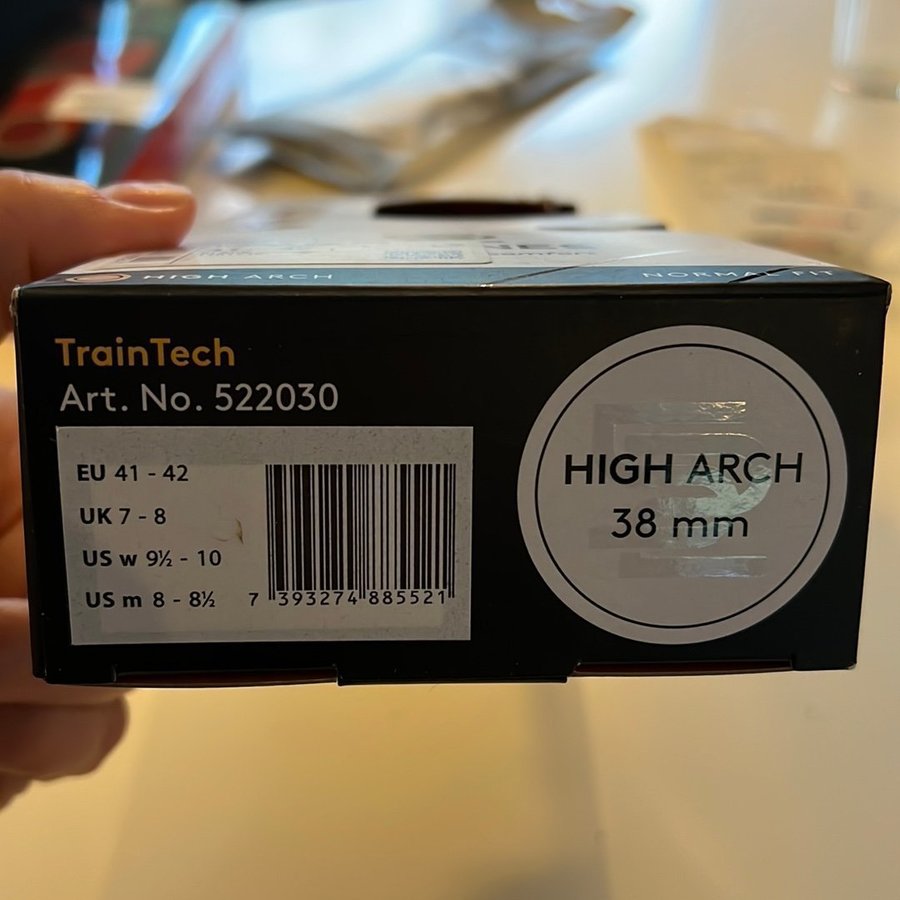 HIGH ARCH
NORMAL FIT
TrainTech
Art. No. 522030
EU 41 - 42
UK 7 - 8
US w 9½ - 10
US m 8 - 8½
7 393274 885521
HIGH ARCH
38 mm